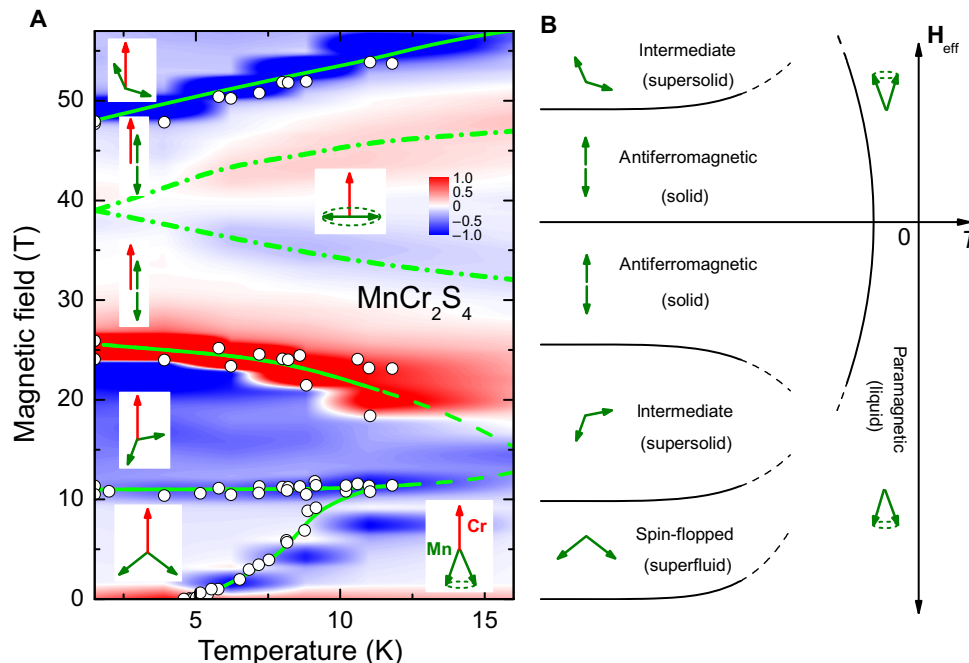 A
Magnetic field (T)
50
40
30
20
10
0
1.0
0.5
0
−0.5
−1.0
MnCr2S4
Cr
Mn
5
10
15
Temperature (K)
B
Heff
Intermediate
(supersolid)
Antiferromagnetic
(solid)
0
T
Antiferromagnetic
(solid)
Intermediate
(supersolid)
Paramagnetic
(liquid)
Spin-flopped
(superfluid)